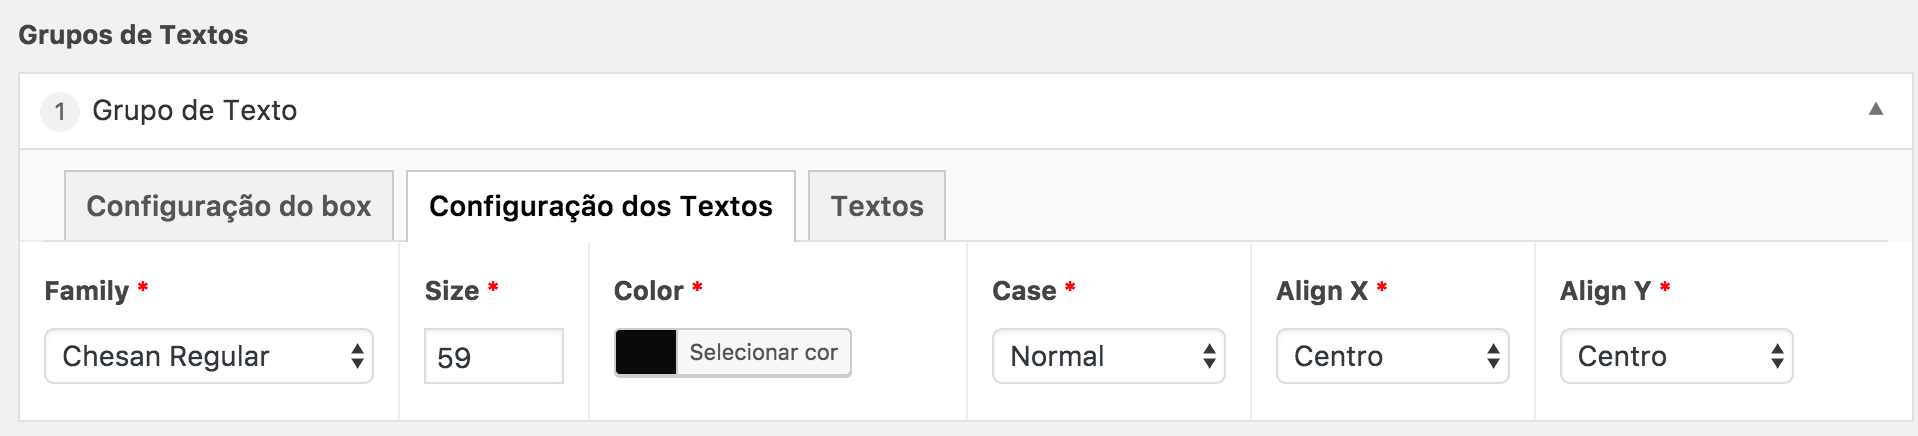 Grupos de Textos
1 Grupo de Texto
Configuração do box Configuração dos Textos Textos
Family * Size * Color * Case * Align X * Align Y *
Chesan Regular 59 Selecionar cor Normal Centro Centro